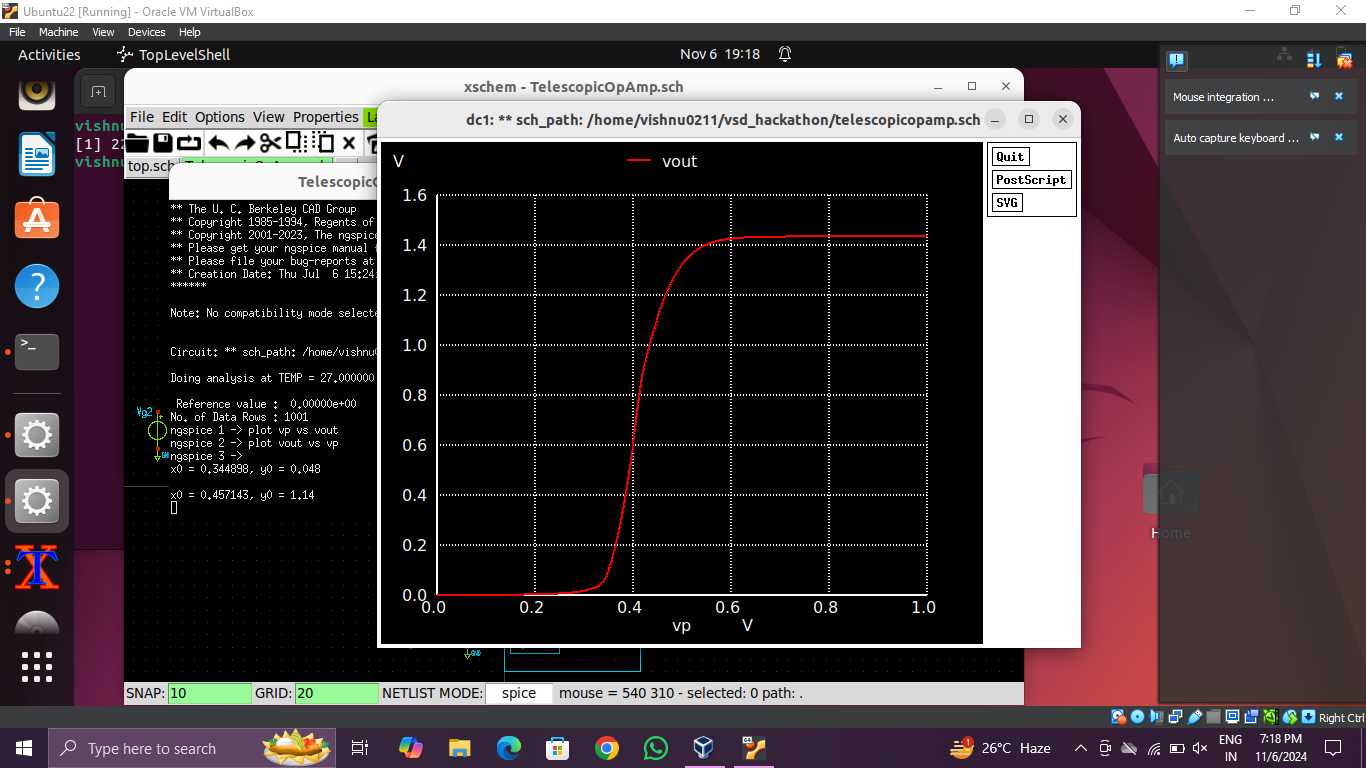 Ubuntu22 [Running] - Oracle VM VirtualBox
File Machine View Devices Help
Activities TopLevelShell Nov 6 19:18
xschem - TelescopicOpAmp.sch
File Edit Options View Properties
dc1: ** sch_path: /home/vishnu0211/vsd_hackathon/telescopicopamp.sch
Mouse integration ...
Auto capture keyboard ...
vishnu
[1] 22
vishnu
top.sch
TelescopicO
** The U. C. Berkeley CAD Group
** Copyright 1985-1994, Regents of
** Copyright 2001-2023, The ngspice
** Please get your ngspice manual
** Please file your bug-reports at
** Creation Date: Thu Jul 6 15:24:
******
Note: No compatibility mode selecte
Circuit: ** sch_path: /home/vishnu
Doing analysis at TEMP = 27.000000
Reference value : 0.00000e+00
No. of Data Rows : 1001
ngspice 1 -> plot vp vs vout
ngspice 2 -> plot vout vs vp
ngspice 3 ->
x0 = 0.344898, y0 = 0.048
x0 = 0.457143, y0 = 1.14
Vg2
V
vout
1.6
1.4
1.2
1.0
0.8
0.6
0.4
0.2
0.0
0.0 0.2 0.4 0.6 0.8 1.0
vp V
Quit
PostScript
SVG
Home
SNAP: 10 GRID: 20 NETLIST MODE: spice mouse = 540 310 - selected: 0 path: .
Right Ctrl
Type here to search
26°C Haze
ENG
IN
7:18 PM
11/6/2024